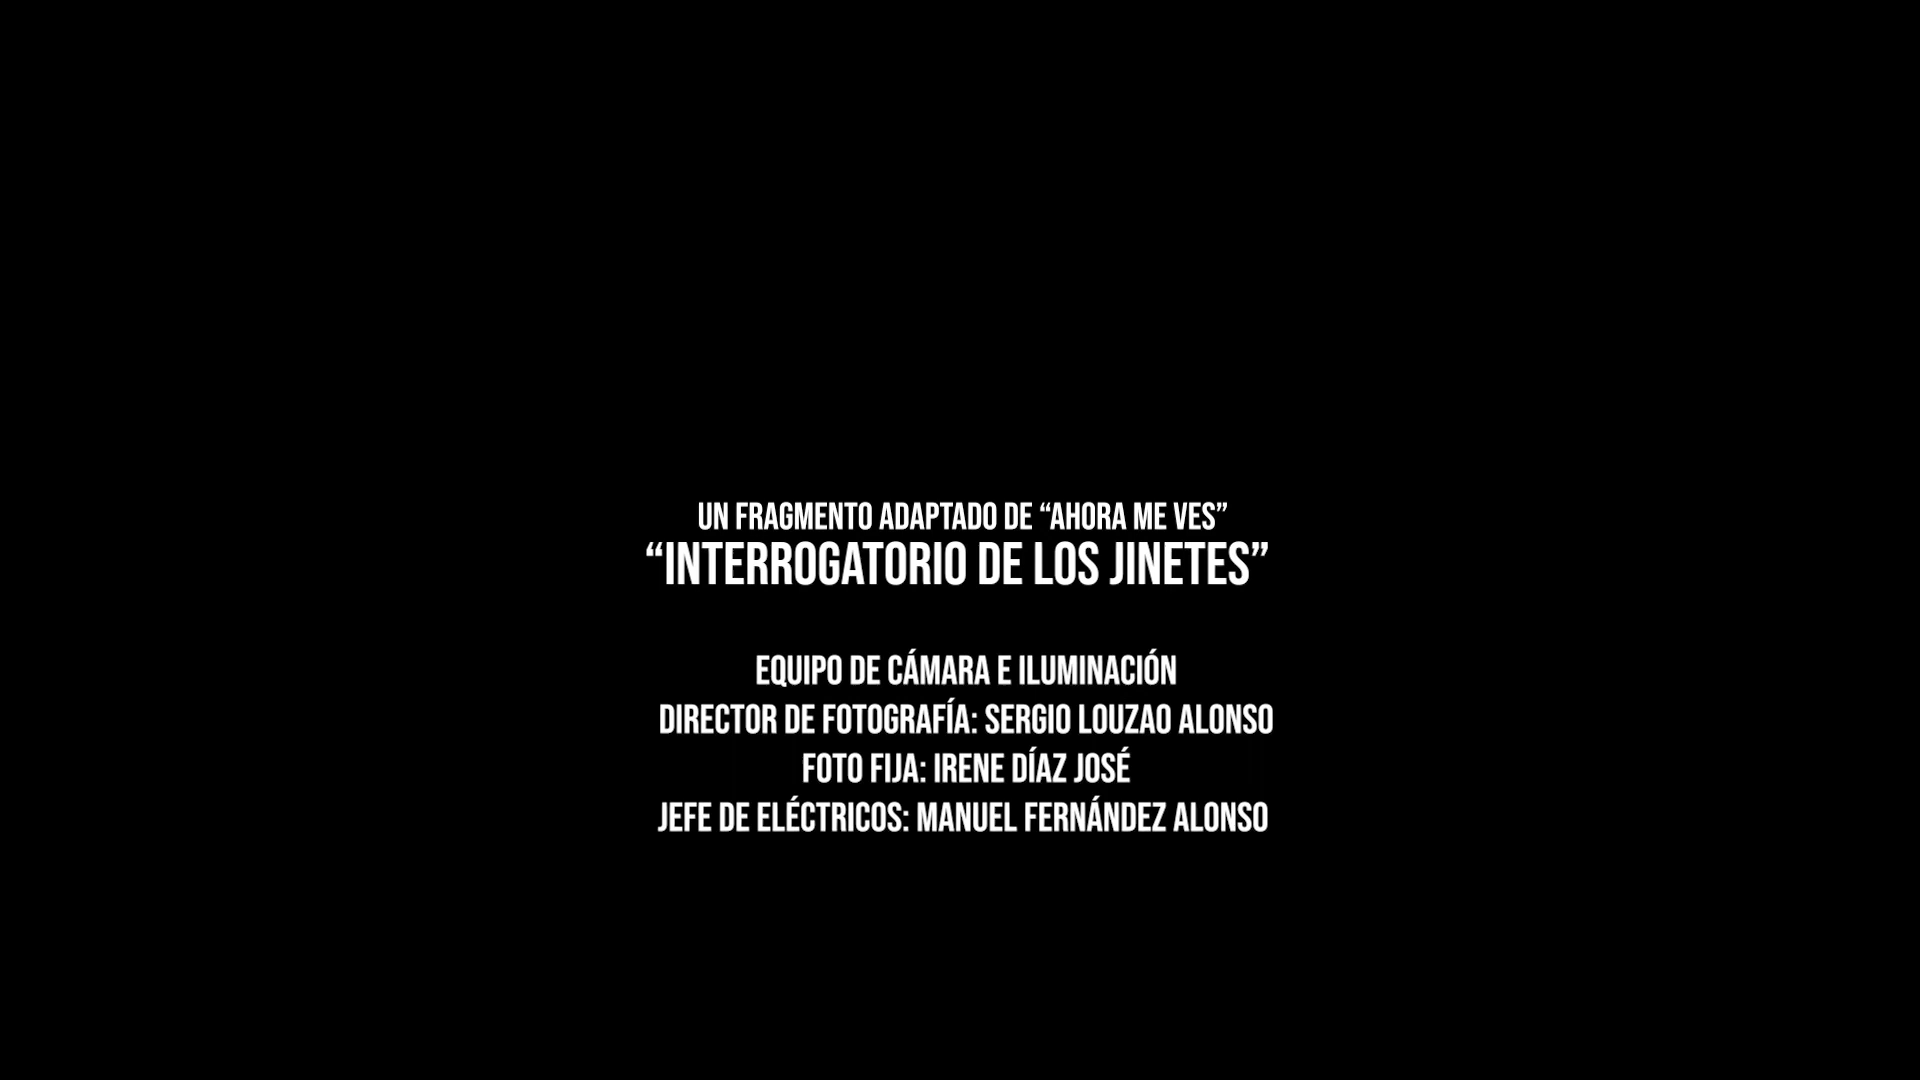 UN FRAGMENTO ADAPTADO DE “AHORA ME VES”
“INTERROGATORIO DE LOS JINETES”
EQUIPO DE CÁMARA E ILUMINACIÓN
DIRECTOR DE FOTOGRAFÍA: SERGIO LOUZAO ALONSO
FOTO FIJA: IRENE DÍAZ JOSÉ
JEFE DE ELÉCTRICOS: MANUEL FERNÁNDEZ ALONSO